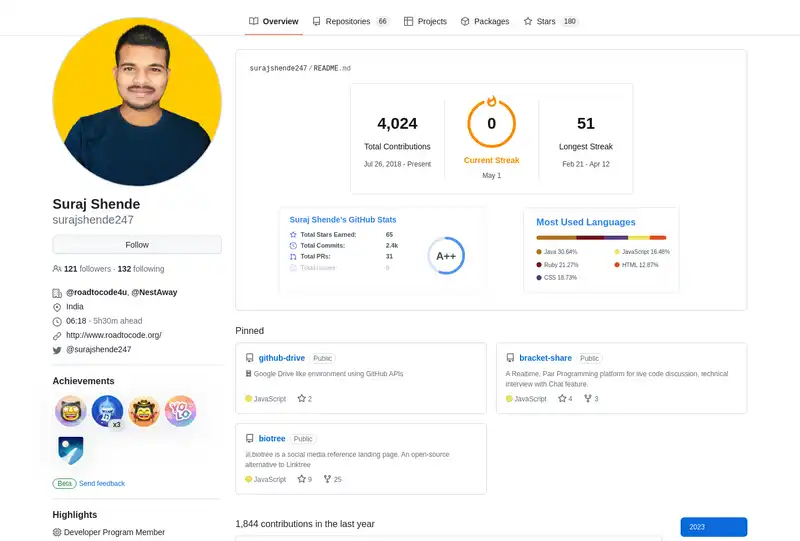 Overview Repositories 66 Projects Packages Stars 180
Suraj Shende
surajshende247
Follow
121 followers · 132 following
@roadtocode4u, @NestAway
India
06:18 - 5h30m ahead
http://www.roadtocode.org/
@surajshende247
Achievements
x3
Beta Send feedback
Highlights
Developer Program Member
surajshende247 / README.md
4,024
Total Contributions
Jul 26, 2018 - Present
0
Current Streak
May 1
51
Longest Streak
Feb 21 - Apr 12
Suraj Shende's GitHub Stats
Total Stars Earned: 65
Total Commits: 2.4k
Total PRs: 31
Total Issues: 0
A++
Most Used Languages
Java 30.64% JavaScript 16.48%
Ruby 21.27% HTML 12.87%
CSS 18.73%
Pinned
github-drive Public
Google Drive like environment using GitHub APIs
JavaScript 2
bracket-share Public
A Realtime, Pair Programming platform for live code discussion, technical
interview with Chat feature.
JavaScript 4 3
biotree Public
biotree is a social media reference landing page. An open-source
alternative to Linktree
JavaScript 9 25
1,844 contributions in the last year
2023